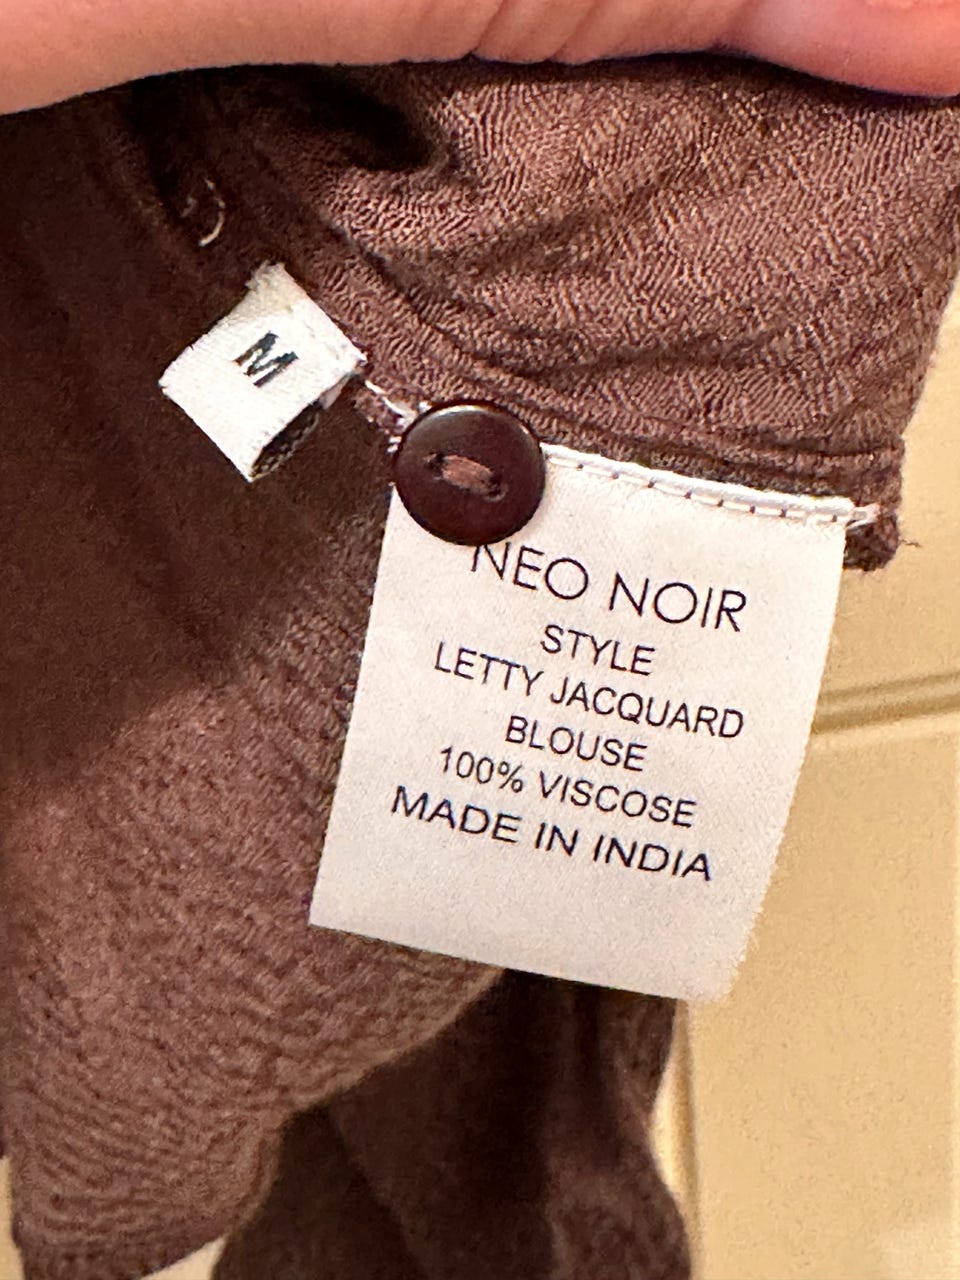 M
NEO NOIR
STYLE
LETTY JACQUARD
BLOUSE
100% VISCOSE
MADE IN INDIA